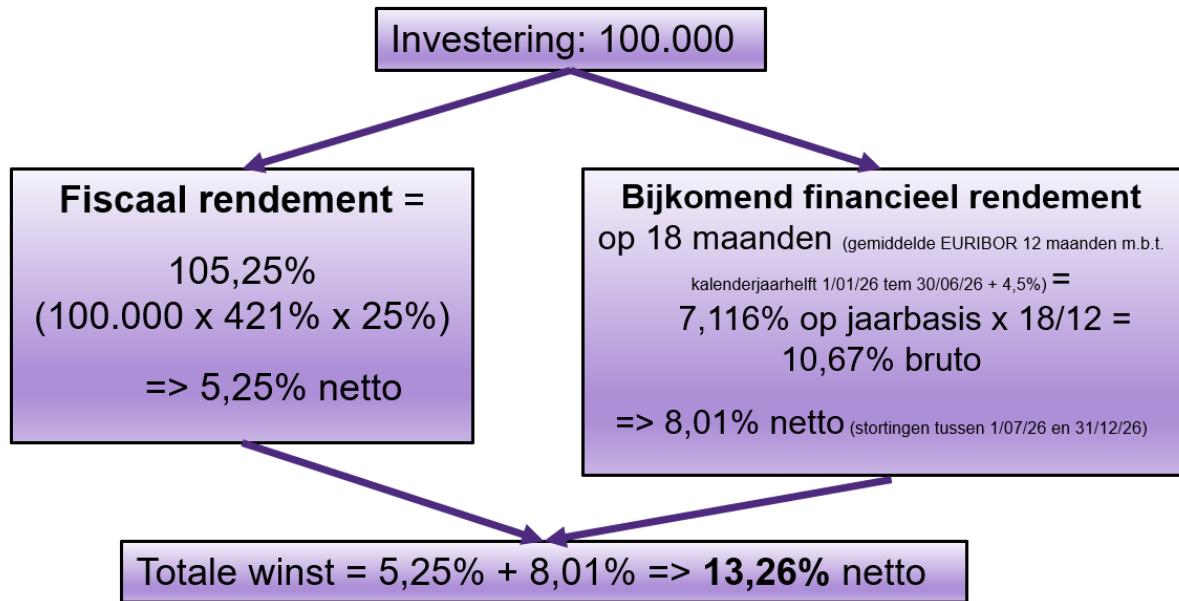 Investering: 100.000
Fiscaal rendement =
105,25%
(100.000 x 421% x 25%)
=> 5,25% netto
Bijkomend financieel rendement
op 18 maanden (gemiddelde EURIBOR 12 maanden m.b.t.
kalenderjaarhelft 1/01/26 tem 30/06/26 + 4,5%) =
7,116% op jaarbasis x 18/12 =
10,67% bruto
=> 8,01% netto (stortingen tussen 1/07/26 en 31/12/26)
Totale winst = 5,25% + 8,01% => 13,26% netto